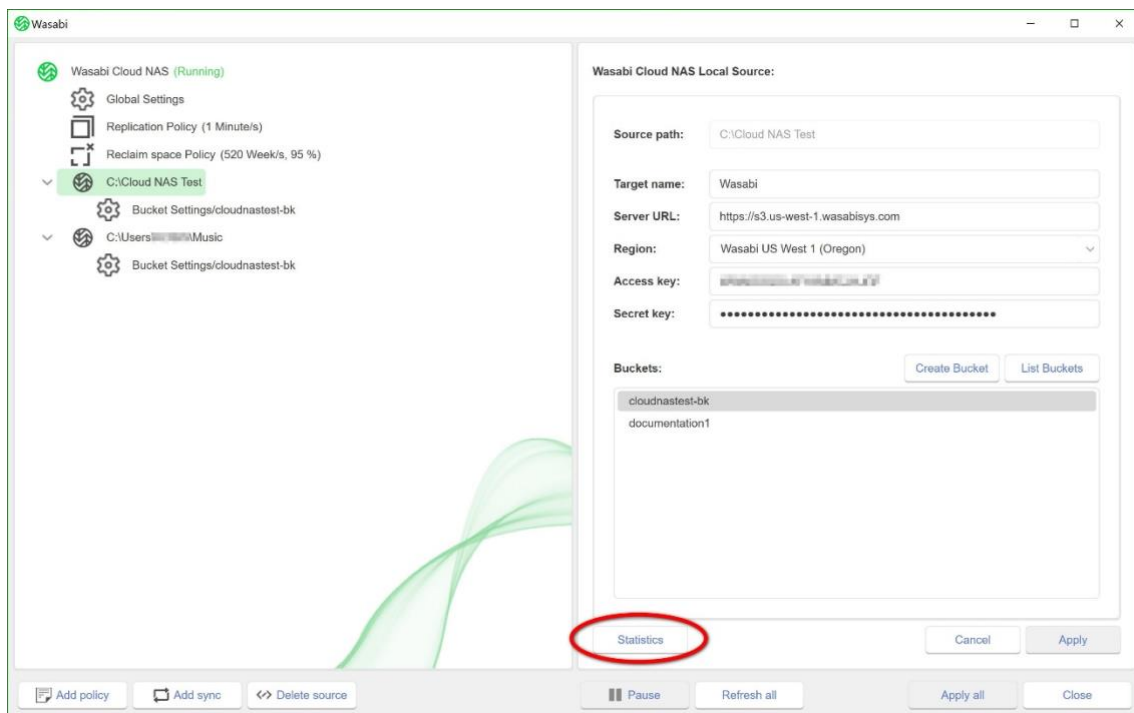 Wasabi
Wasabi Cloud NAS (Running)
Global Settings
Replication Policy (1 Minute/s)
Reclaim space Policy (520 Week/s, 95 %)
C:\Cloud NAS Test
Bucket Settings/cloudnastest-bk
C:\Users\Music
Bucket Settings/cloudnastest-bk
Wasabi Cloud NAS Local Source:
Source path: C:\Cloud NAS Test
Target name: Wasabi
Server URL: https://s3.us-west-1.wasabisys.com
Region: Wasabi US West 1 (Oregon)
Access key:
Secret key: ••••••••••••••••••••••••••••••••••••••••
Buckets: Create Bucket List Buckets
cloudnastest-bk
documentation1
Statistics Cancel Apply
Add policy Add sync Delete source Pause Refresh all Apply all Close